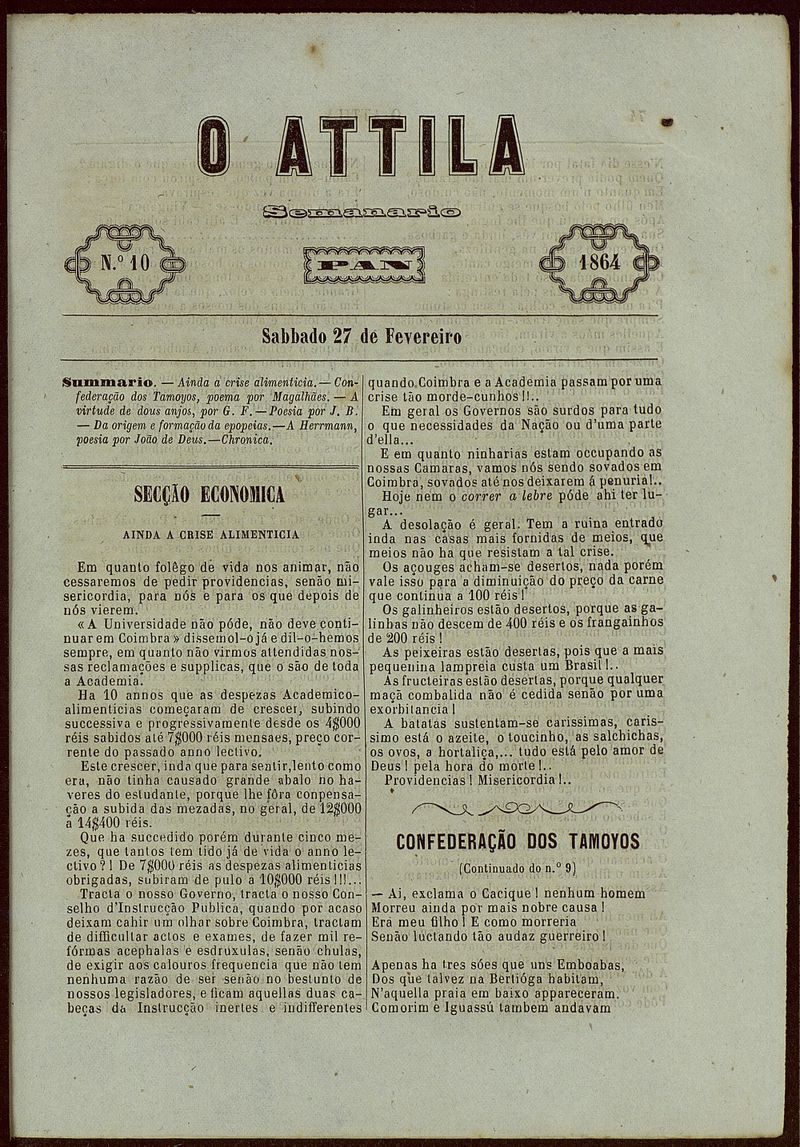 O ATTILA
Semanario
N.º 10
PAN
1864
Sabbado 27 de Fevereiro
Summario. — Ainda a crise alimenticia. — Con-
federação dos Tamoyos, poema por Magalhães. — A
virtude de dous anjos, por G. F. — Poesia por J. B.
— Da origem e formação da epopeias. — A Herrmann,
poesia por João de Deus. — Chronica.
SECÇÃO ECONOMICA
AINDA A CRISE ALIMENTICIA
Em quanto folêgo de vida nos animar, não
cessaremos de pedir providencias, senão mi-
sericordia, para nós e para os que depois de
nós vierem.
«A Universidade não póde, não deve conti-
nuar em Coimbra» dissemol-o já e dil-o-hemos
sempre, em quanto não virmos attendidas nos-
sas reclamações e supplicas, que o são de toda
a Academia.
Ha 10 annos que as despezas Academico-
alimenticias começaram de crescer, subindo
successiva e progressivamente desde os 4$000
réis sabidos até 7$000 réis mensaes, preço cor-
rente do passado anno lectivo.
Este crescer, inda que para sentir, lento como
era, não tinha causado grande abalo no ha-
veres do estudante, porque lhe fôra conpensa-
ção a subida das mezadas, no geral, de 12$000
a 14$400 réis.
Que ha succedido porém durante cinco me-
zes, que tantos tem tido já de vida o anno le-
ctivo?! De 7$000 réis as despezas alimenticias
obrigadas, subiram de pulo a 10$000 réis!!!...
Tracta o nosso Governo, tracta o nosso Con-
selho d'Instrucção Publica, quando por acaso
deixam cahir um olhar sobre Coimbra, tractam
de difficultar actos e exames, de fazer mil re-
fórmas acephalas e esdruxulas, senão chulas,
de exigir aos calouros frequencia que não tem
nenhuma razão de ser senão no bestunto de
nossos legisladores, e ficam aquellas duas ca-
beças da Instrucção inertes e indifferentes
quando Coimbra e a Academia passam por uma
crise tão morde-cunhos!!..
Em geral os Governos são surdos para tudo
o que necessidades da Nação ou d'uma parte
d'ella...
E em quanto ninharias estam occupando as
nossas Camaras, vamos nós sendo sovados em
Coimbra, sovados até nos deixarem á penuria!..
Hoje nem o correr a lebre póde ahi ter lu-
gar...
A desolação é geral. Tem a ruina entrado
inda nas casas mais fornidas de meios, que
meios não ha que resistam a tal crise.
Os açouges acham-se desertos, nada porém
vale isso para a diminuição do preço da carne
que continua a 100 réis!
Os galinheiros estão desertos, porque as ga-
linhas não descem de 400 réis e os frangainhos
de 200 réis!
As peixeiras estão desertas, pois que a mais
pequenina lampreia custa um Brasil!..
As fructeiras estão desertas, porque qualquer
maçã combalida não é cedida senão por uma
exorbitancia!
A batatas sustentam-se carissimas, caris-
simo está o azeite, o toucinho, as salchichas,
os ovos, a hortaliça,... tudo está pelo amor de
Deus! pela hora do morte!..
Providencias! Misericordia!..
CONFEDERAÇÃO DOS TAMOYOS
(Continuado do n.º 9)
— Ai, exclama o Cacique! nenhum homem
Morreu ainda por mais nobre causa!
Era meu filho! E como morreria
Senão luctando tão audaz guerreiro!
Apenas ha tres sóes que uns Emboabas,
Dos que talvez na Bertióga habitam,
N'aquella praia em baixo appareceram.
Comorim e Iguassú tambem andavam